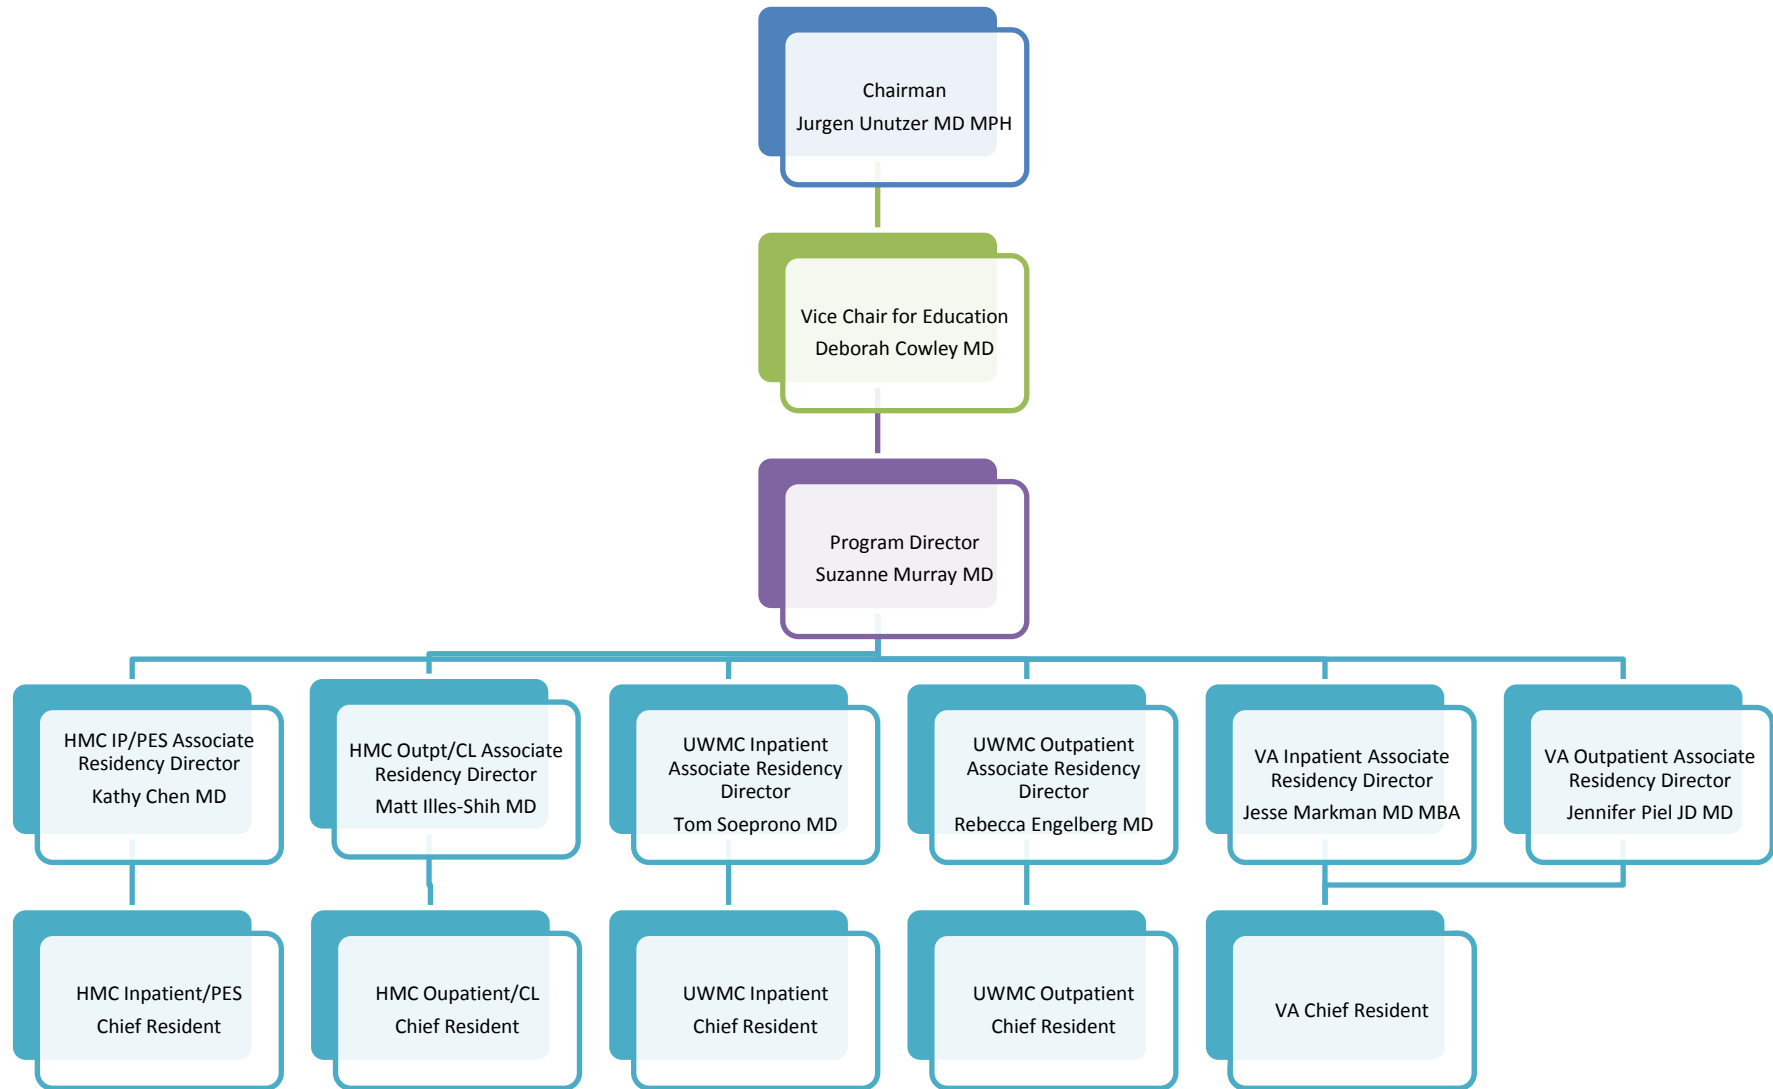 Chairman
Jurgen Unutzer MD MPH
Vice Chair for Education
Deborah Cowley MD
Program Director
Suzanne Murray MD
HMC IP/PES Associate
Residency Director
Kathy Chen MD
HMC Outpt/CL Associate
Residency Director
Matt Illes-Shih MD
UWMC Inpatient
Associate Residency
Director
Tom Soeprono MD
UWMC Outpatient
Associate Residency
Director
Rebecca Engelberg MD
VA Inpatient Associate
Residency Director
Jesse Markman MD MBA
VA Outpatient Associate
Residency Director
Jennifer Piel JD MD
HMC Inpatient/PES
Chief Resident
HMC Oupatient/CL
Chief Resident
UWMC Inpatient
Chief Resident
UWMC Outpatient
Chief Resident
VA Chief Resident